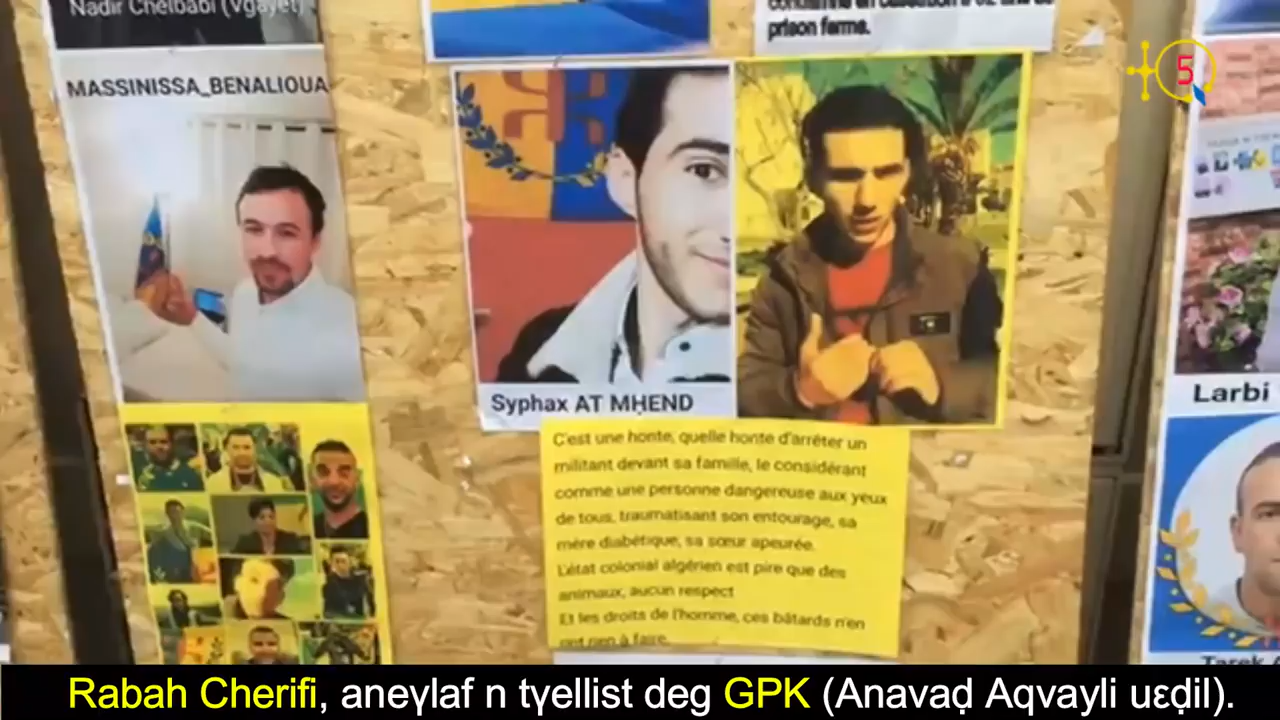 Nadir Chelbabi (Vgayet)
prison ferme.
MASSINISSA_BENALIOUA
5
Syphax AT MḤEND
C'est une honte, quelle honte d'arrêter un
militant devant sa famille, le considérant
comme une personne dangereuse aux yeux
de tous, traumatisant son entourage, sa
mère diabétique, sa sœur apeurée.
L'état colonial algérien est pire que des
animaux, aucun respect
Et les droits de l'homme, ces bâtards n'en
ont rien à faire.
Larbi
Tarek
Rabah Cherifi, aneɣlaf n tɣellist deg GPK (Anavaḍ Aqvayli uɛḍil).